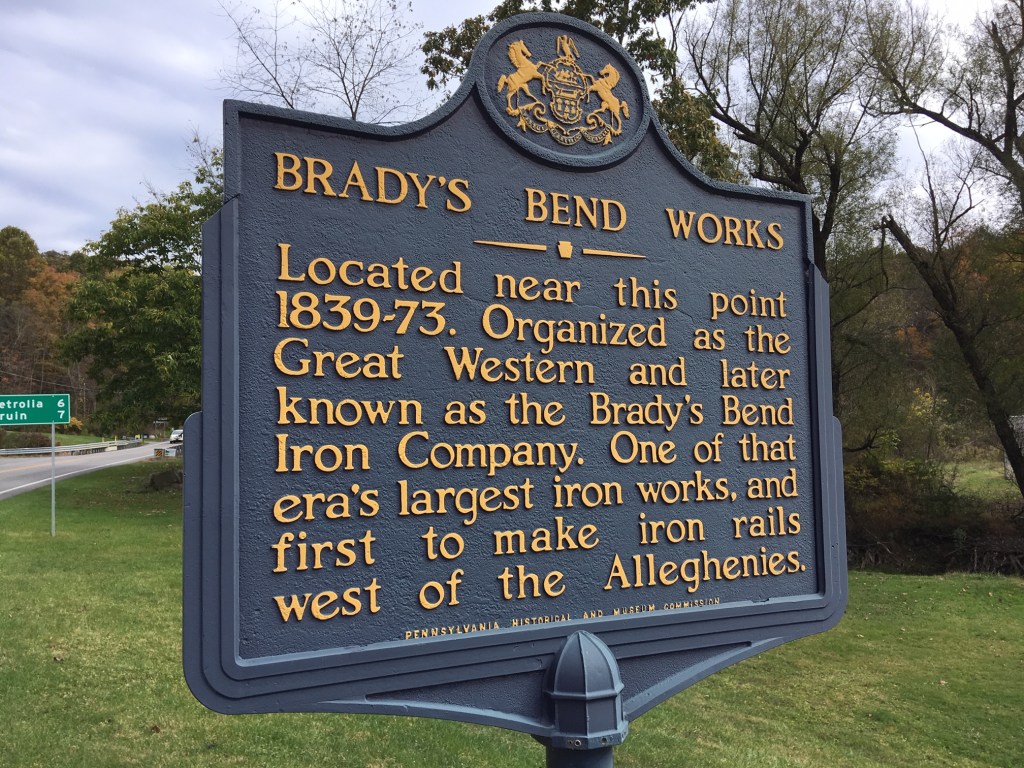 BRADY'S BEND WORKS
Located near this point
1839-73. Organized as the
Great Western and later
known as the Brady's Bend
Iron Company. One of that
era's largest iron works, and
first to make iron rails
west of the Alleghenies.
PENNSYLVANIA HISTORICAL AND MUSEUM COMMISSION
etrolia 6
ruin 7